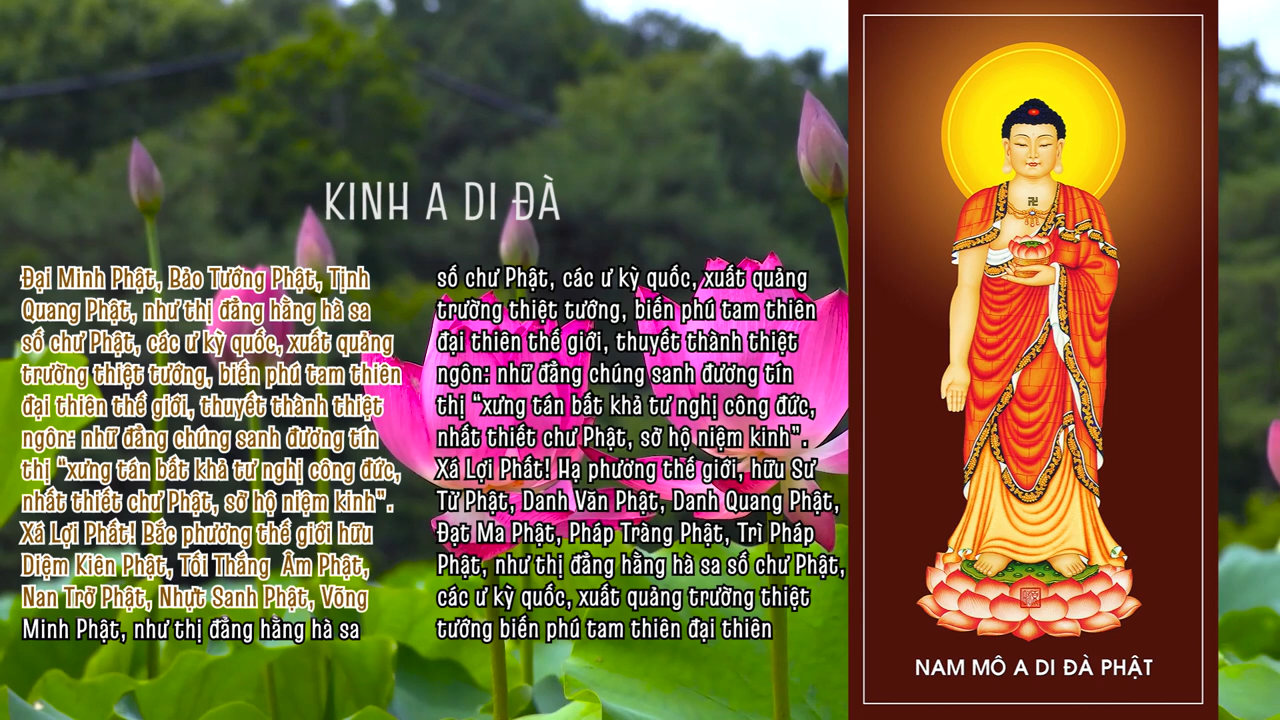 KINH A DI ĐÀ
Đại Minh Phật, Bảo Tướng Phật, Tịnh
Quang Phật, như thị đẳng hằng hà sa
số chư Phật, các ư kỳ quốc, xuất quảng
trường thiệt tướng, biến phú tam thiên
đại thiên thế giới, thuyết thành thiệt
ngôn: nhữ đẳng chúng sanh đương tín
thị “xưng tán bất khả tư nghị công đức,
nhất thiết chư Phật, sở hộ niệm kinh”.
Xá Lợi Phất! Bắc phương thế giới hữu
Diệm Kiên Phật, Tối Thắng Âm Phật,
Nan Trở Phật, Nhựt Sanh Phật, Võng
Minh Phật, như thị đẳng hằng hà sa
số chư Phật, các ư kỳ quốc, xuất quảng
trường thiệt tướng, biến phú tam thiên
đại thiên thế giới, thuyết thành thiệt
ngôn: nhữ đẳng chúng sanh đương tín
thị “xưng tán bất khả tư nghị công đức,
nhất thiết chư Phật, sở hộ niệm kinh”.
Xá Lợi Phất! Hạ phương thế giới, hữu Sư
Tử Phật, Danh Văn Phật, Danh Quang Phật,
Đạt Ma Phật, Pháp Tràng Phật, Trì Pháp
Phật, như thị đẳng hằng hà sa số chư Phật,
các ư kỳ quốc, xuất quảng trường thiệt
tướng biến phú tam thiên đại thiên
卍
NAM MÔ A DI ĐÀ PHẬT